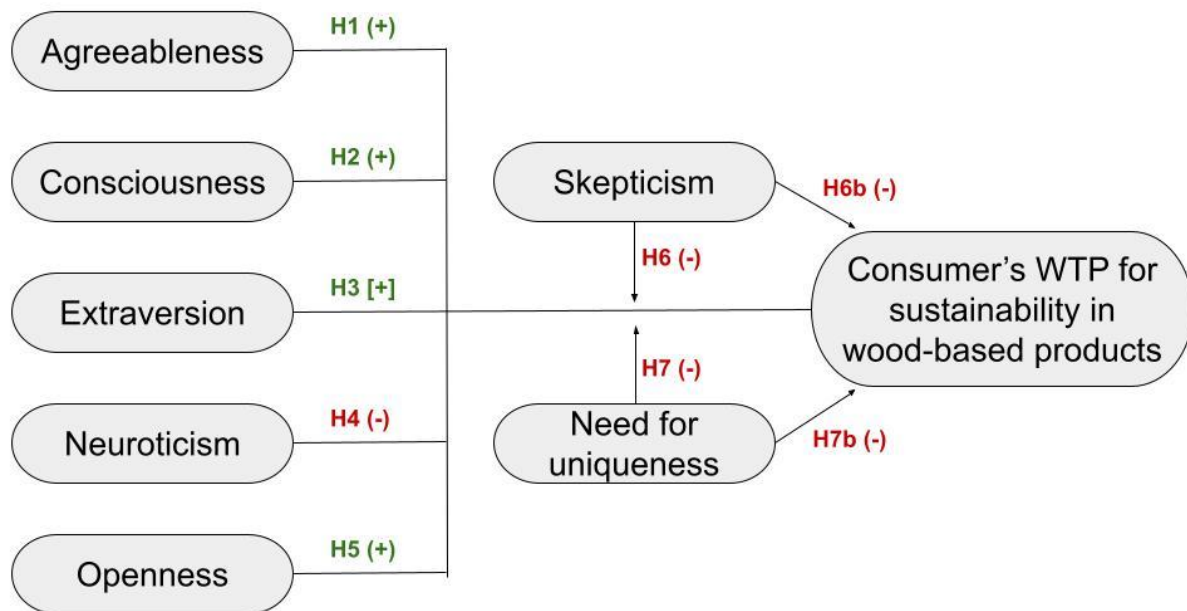 Agreeableness
H1 (+)
Consciousness
H2 (+)
Extraversion
H3 [+]
Neuroticism
H4 (-)
Openness
H5 (+)
Skepticism
H6 (-)
H6b (-)
Need for
uniqueness
H7 (-)
H7b (-)
Consumer’s WTP for
sustainability in
wood-based products